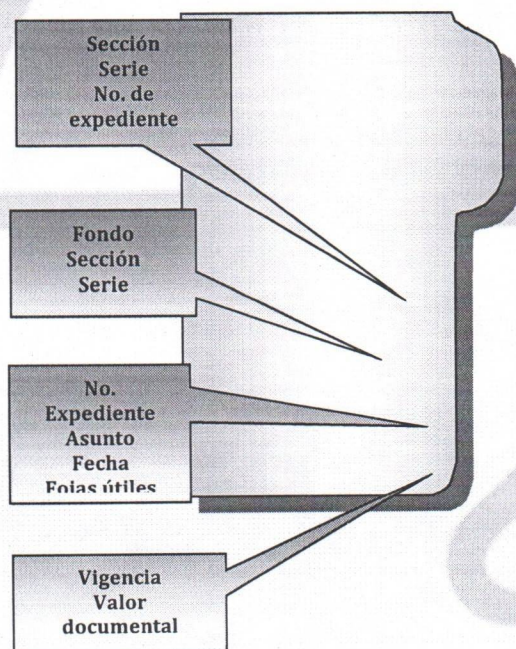 Sección
Serie
No. de
expediente
Fondo
Sección
Serie
No.
Expediente
Asunto
Fecha
Fojas útiles
Vigencia
Valor
documental